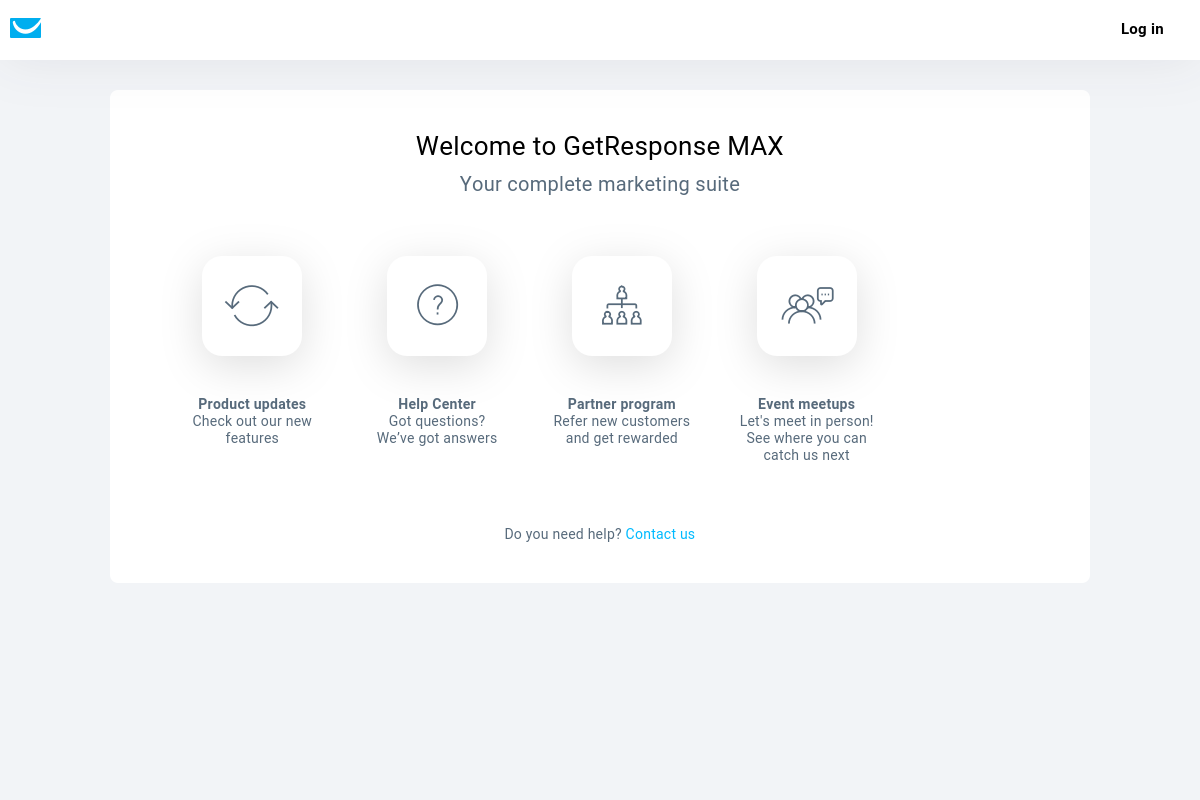 Log in
Welcome to GetResponse MAX
Your complete marketing suite
Product updates
Check out our new
features
Help Center
Got questions?
We've got answers
Partner program
Refer new customers
and get rewarded
Event meetups
Let's meet in person!
See where you can
catch us next
Do you need help? Contact us